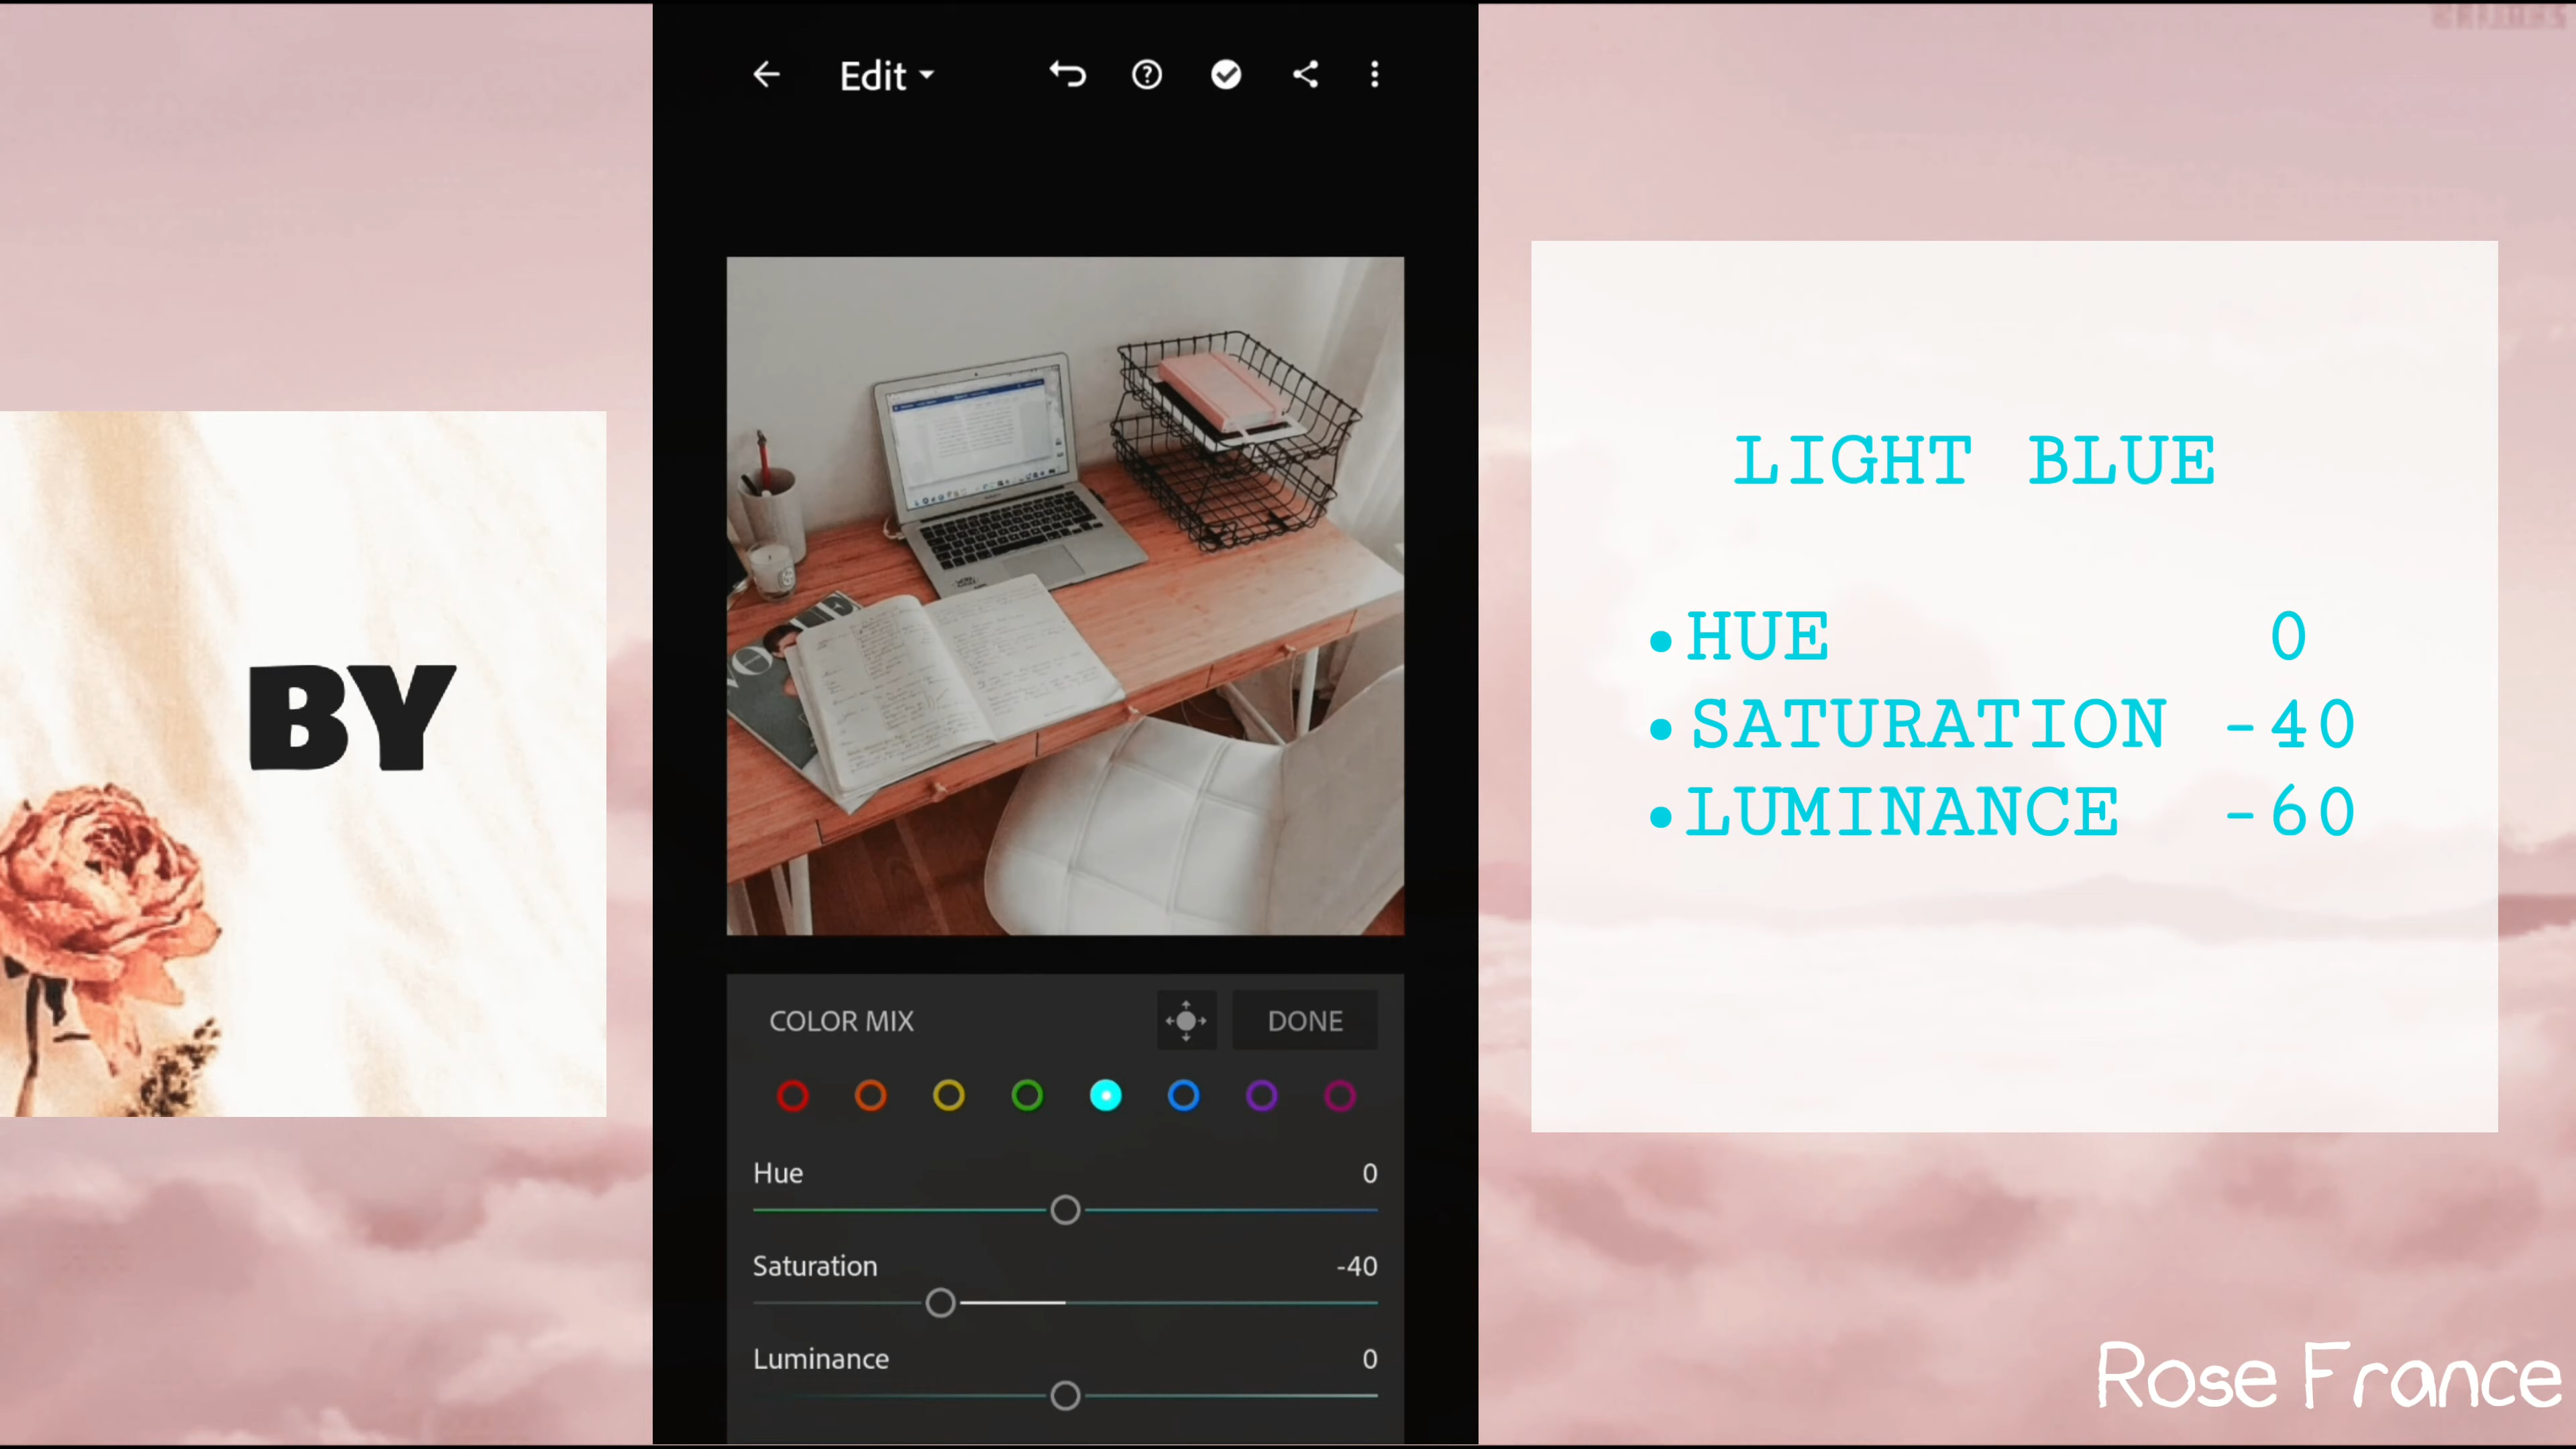 Edit
BY
COLOR MIX
DONE
Hue 0
Saturation -40
Luminance 0
LIGHT BLUE
•HUE 0
•SATURATION -40
•LUMINANCE -60
Rose France